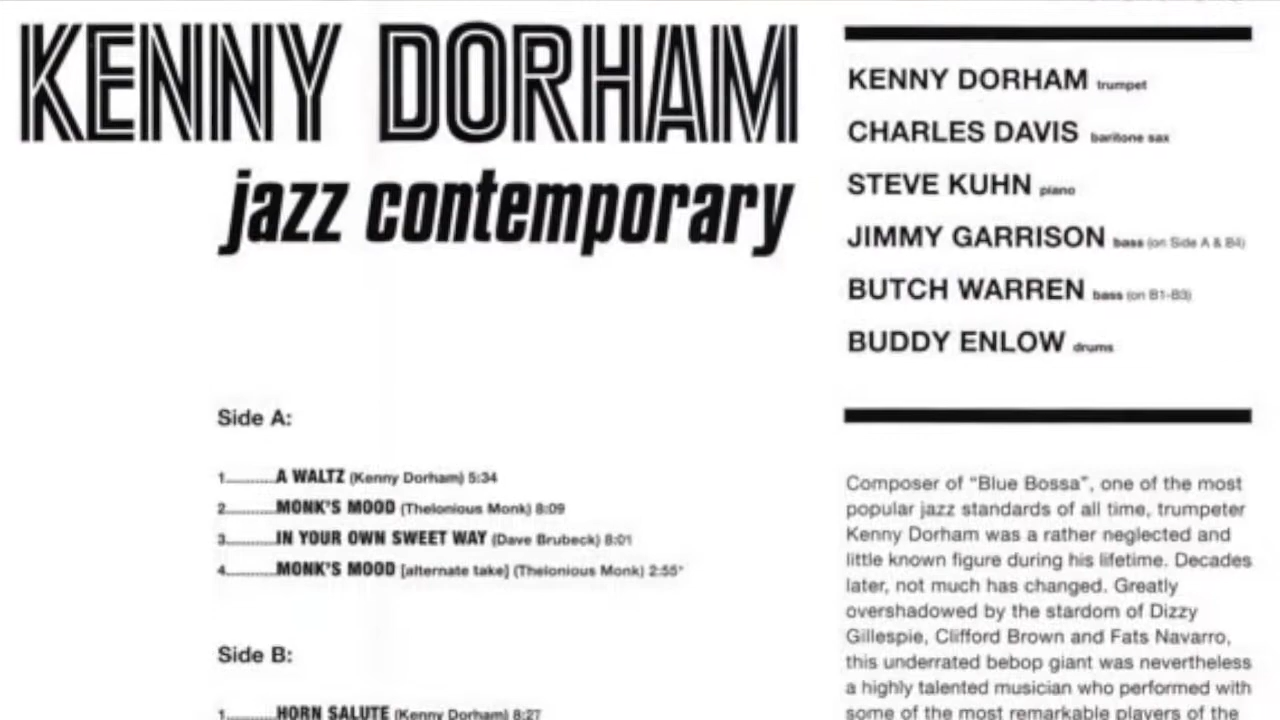 KENNY DORHAM
jazz contemporary
Side A:
1............A WALTZ (Kenny Dorham) 5:34
2............MONK'S MOOD (Thelonious Monk) 8:09
3............IN YOUR OWN SWEET WAY (Dave Brubeck) 8:01
4............MONK'S MOOD [alternate take] (Thelonious Monk) 2:55*
Side B:
1............HORN SALUTE (Kenny Dorham) 8:27
KENNY DORHAM trumpet
CHARLES DAVIS baritone sax
STEVE KUHN piano
JIMMY GARRISON bass (on Side A & B4)
BUTCH WARREN bass (on B1-B3)
BUDDY ENLOW drums
Composer of “Blue Bossa”, one of the most
popular jazz standards of all time, trumpeter
Kenny Dorham was a rather neglected and
little known figure during his lifetime. Decades
later, not much has changed. Greatly
overshadowed by the stardom of Dizzy
Gillespie, Clifford Brown and Fats Navarro,
this underrated bebop giant was nevertheless
a highly talented musician who performed with
some of the most remarkable players of the